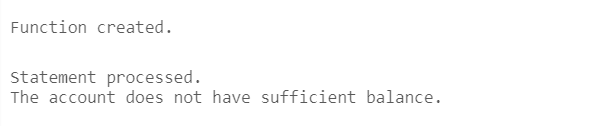 Function created.
Statement processed.
The account does not have sufficient balance.